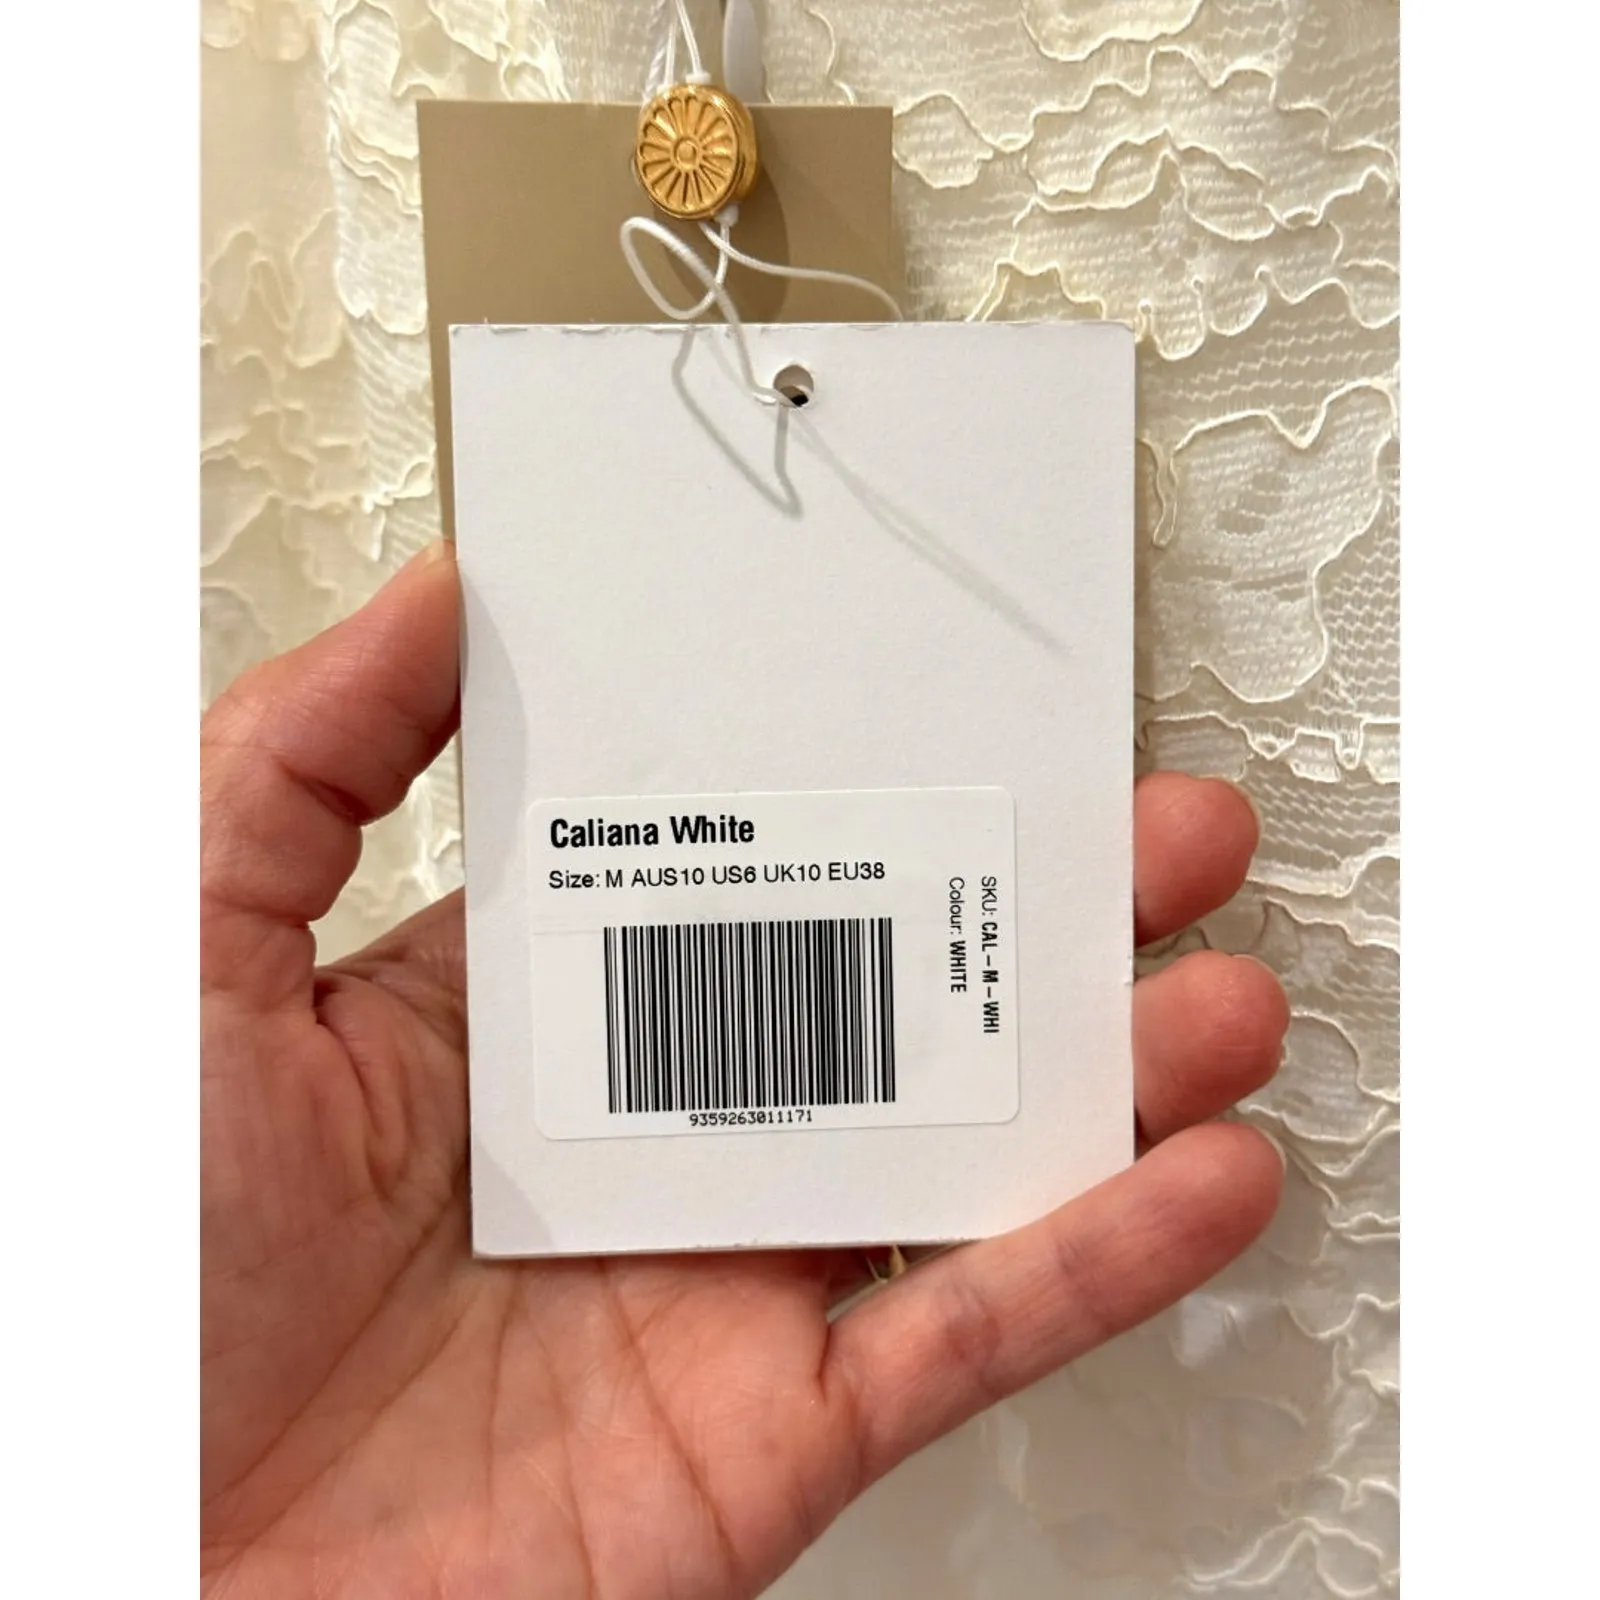 Caliana White
Size: M AUS10 US6 UK10 EU38
SKU: CAL-M-WHI
Colour: WHITE
9359263011171